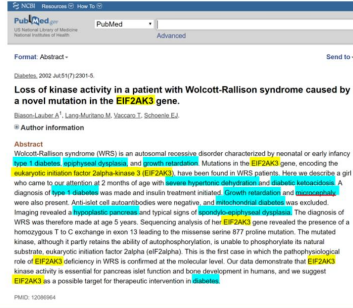 NCBI Resources How To
PubMed.gov
US National Library of Medicine
National Institutes of Health
PubMed
Advanced
Format: Abstract
Send to
Diabetes. 2002 Jul;51(7):2301-5.
Loss of kinase activity in a patient with Wolcott-Rallison syndrome caused by
a novel mutation in the EIF2AK3 gene.
Biason-Lauber A1, Lang-Muritano M, Vaccaro T, Schoenle EJ.
Author information
Abstract
Wolcott-Rallison syndrome (WRS) is an autosomal recessive disorder characterized by neonatal or early infancy
type 1 diabetes, epiphyseal dysplasia, and growth retardation. Mutations in the EIF2AK3 gene, encoding the
eukaryotic initiation factor 2alpha-kinase 3 (EIF2AK3), have been found in WRS patients. Here we describe a girl
who came to our attention at 2 months of age with severe hypertonic dehydration and diabetic ketoacidosis. A
diagnosis of type 1 diabetes was made and insulin treatment initiated. Growth retardation and microcephaly
were also present. Anti-islet cell autoantibodies were negative, and mitochondrial diabetes was excluded.
Imaging revealed a hypoplastic pancreas and typical signs of spondylo-epiphyseal dysplasia. The diagnosis of
WRS was therefore made at age 5 years. Sequencing analysis of her EIF2AK3 gene revealed the presence of a
homozygous T to C exchange in exon 13 leading to the missense serine 877 proline mutation. The mutated
kinase, although it partly retains the ability of autophosphorylation, is unable to phosphorylate its natural
substrate, eukaryotic initiation factor 2alpha (eIF2alpha). This is the first case in which the pathophysiological
role of EIF2AK3 deficiency in WRS is confirmed at the molecular level. Our data demonstrate that EIF2AK3
kinase activity is essential for pancreas islet function and bone development in humans, and we suggest
EIF2AK3 as a possible target for therapeutic intervention in diabetes.
PMID: 12086964